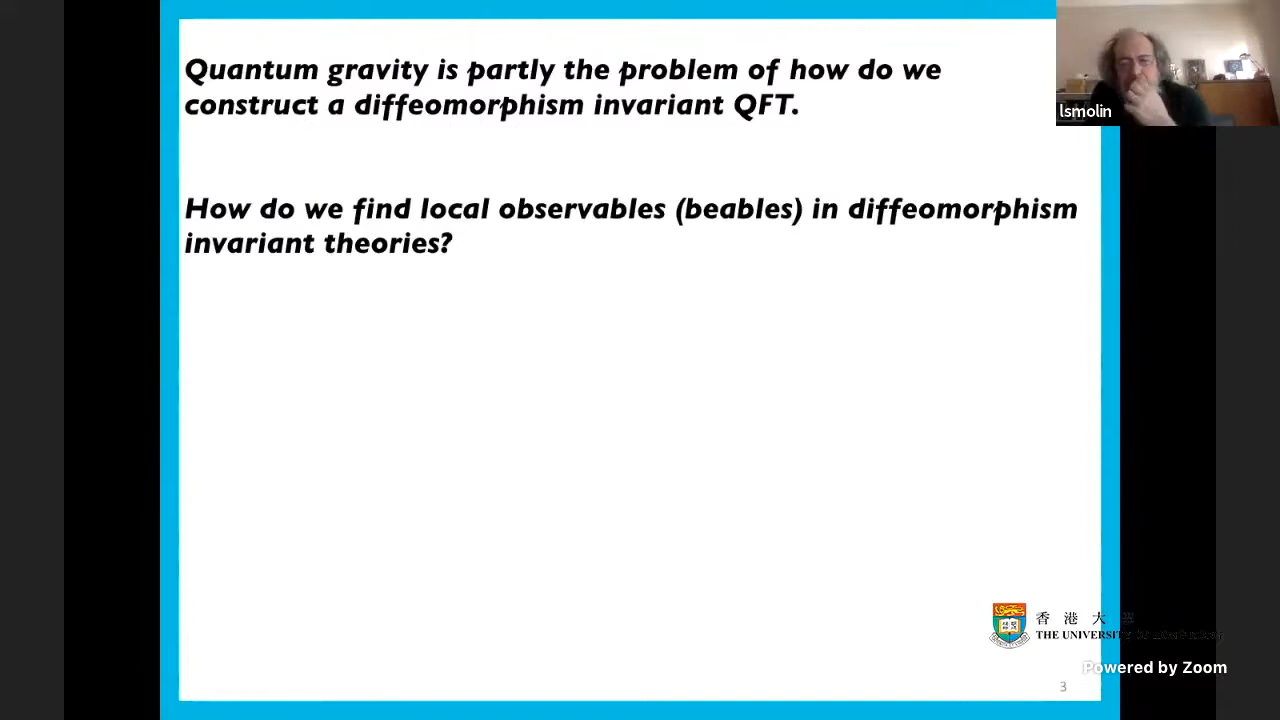 Quantum gravity is partly the problem of how do we
construct a diffeomorphism invariant QFT.
lsmolin
How do we find local observables (beables) in diffeomorphism
invariant theories?
香港大
THE UNIVERSITY
Powered by Zoom
3